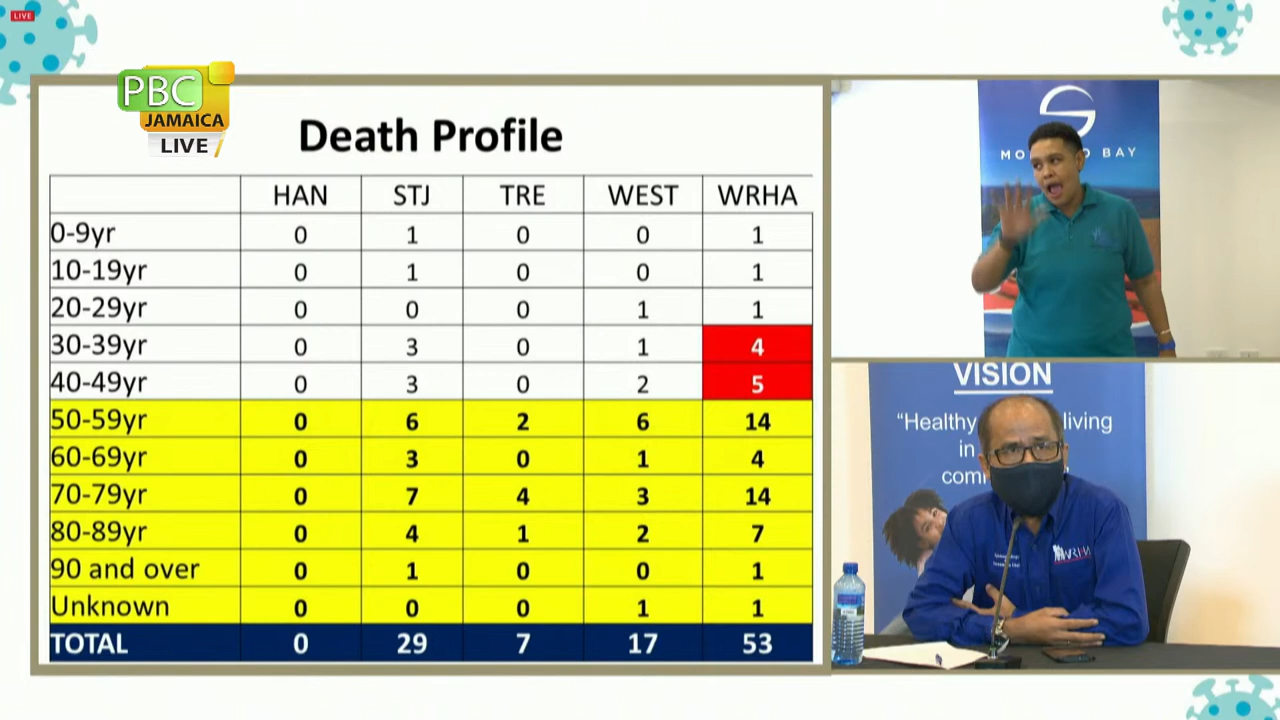 LIVE
PBC
JAMAICA
LIVE
Death Profile
HAN STJ TRE WEST WRHA
0-9yr 0 1 0 0 1
10-19yr 0 1 0 0 1
20-29yr 0 0 0 1 1
30-39yr 0 3 0 1 4
40-49yr 0 3 0 2 5
50-59yr 0 6 2 6 14
60-69yr 0 3 0 1 4
70-79yr 0 7 4 3 14
80-89yr 0 4 1 2 7
90 and over 0 1 0 0 1
Unknown 0 0 0 1 1
TOTAL 0 29 7 17 53
MO O BAY
VISION
“Healthy living
in
com
WRHA